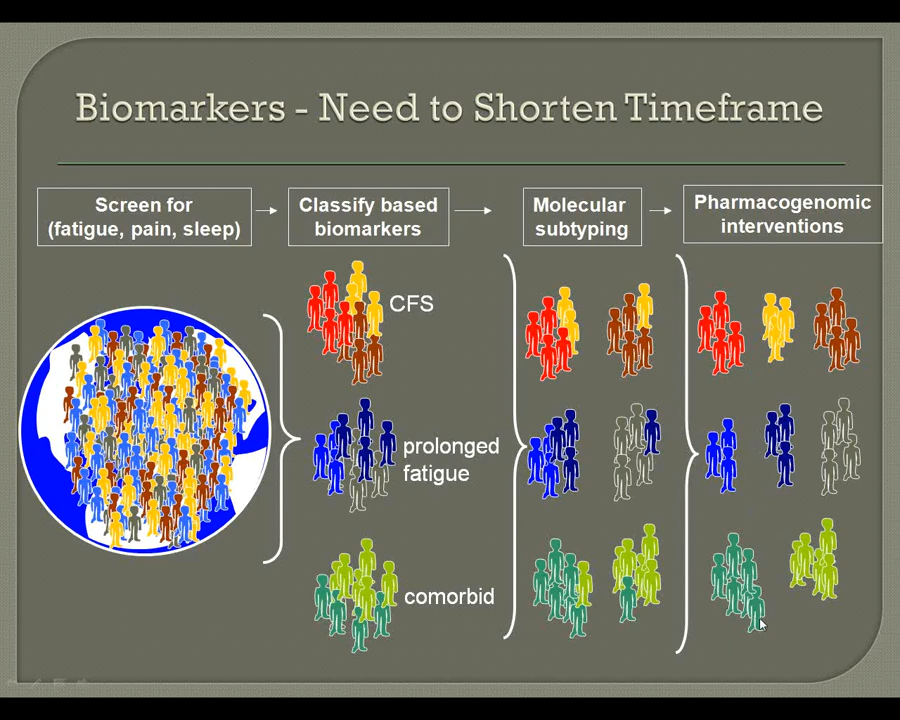 Biomarkers - Need to Shorten Timeframe
Screen for
(fatigue, pain, sleep)
Classify based
biomarkers
Molecular
subtyping
Pharmacogenomic
interventions
CFS
prolonged
fatigue
comorbid